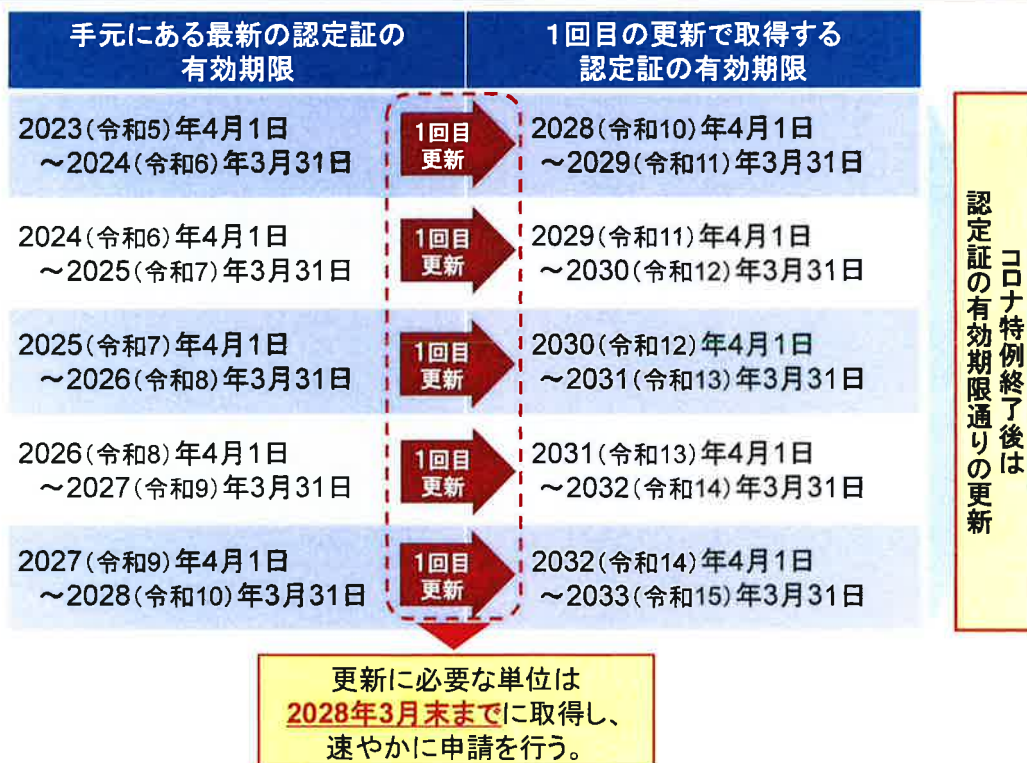 手元にある最新の認定証の
有効期限
1回目の更新で取得する
認定証の有効期限
2023(令和5)年4月1日
～2024(令和6)年3月31日
1回目
更新
2028(令和10)年4月1日
～2029(令和11)年3月31日
2024(令和6)年4月1日
～2025(令和7)年3月31日
1回目
更新
2029(令和11)年4月1日
～2030(令和12)年3月31日
2025(令和7)年4月1日
～2026(令和8)年3月31日
1回目
更新
2030(令和12)年4月1日
～2031(令和13)年3月31日
2026(令和8)年4月1日
～2027(令和9)年3月31日
1回目
更新
2031(令和13)年4月1日
～2032(令和14)年3月31日
2027(令和9)年4月1日
～2028(令和10)年3月31日
1回目
更新
2032(令和14)年4月1日
～2033(令和15)年3月31日
コロナ特例終了後は
認定証の有効期限通りの更新
更新に必要な単位は
2028年3月末までに取得し、
速やかに申請を行う。